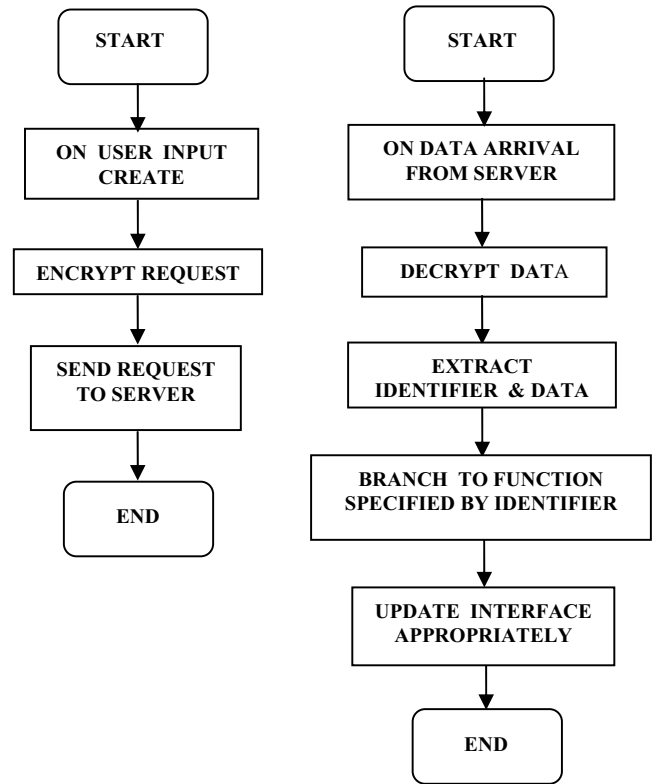 START
ON USER INPUT
CREATE
ENCRYPT REQUEST
SEND REQUEST
TO SERVER
END
START
ON DATA ARRIVAL
FROM SERVER
DECRYPT DATA
EXTRACT
IDENTIFIER & DATA
BRANCH TO FUNCTION
SPECIFIED BY IDENTIFIER
UPDATE INTERFACE
APPROPRIATELY
END